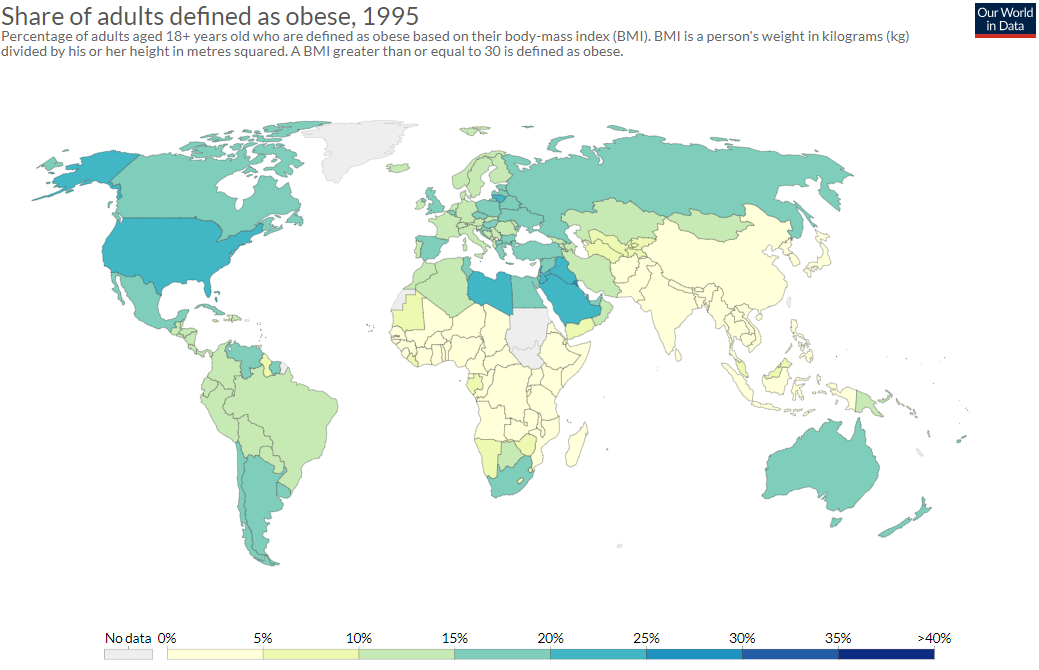 Share of adults defined as obese, 1995
Our World
in Data
Percentage of adults aged 18+ years old who are defined as obese based on their body-mass index (BMI). BMI is a person's weight in kilograms (kg)
divided by his or her height in metres squared. A BMI greater than or equal to 30 is defined as obese.
No data 0% 5% 10% 15% 20% 25% 30% 35% >40%